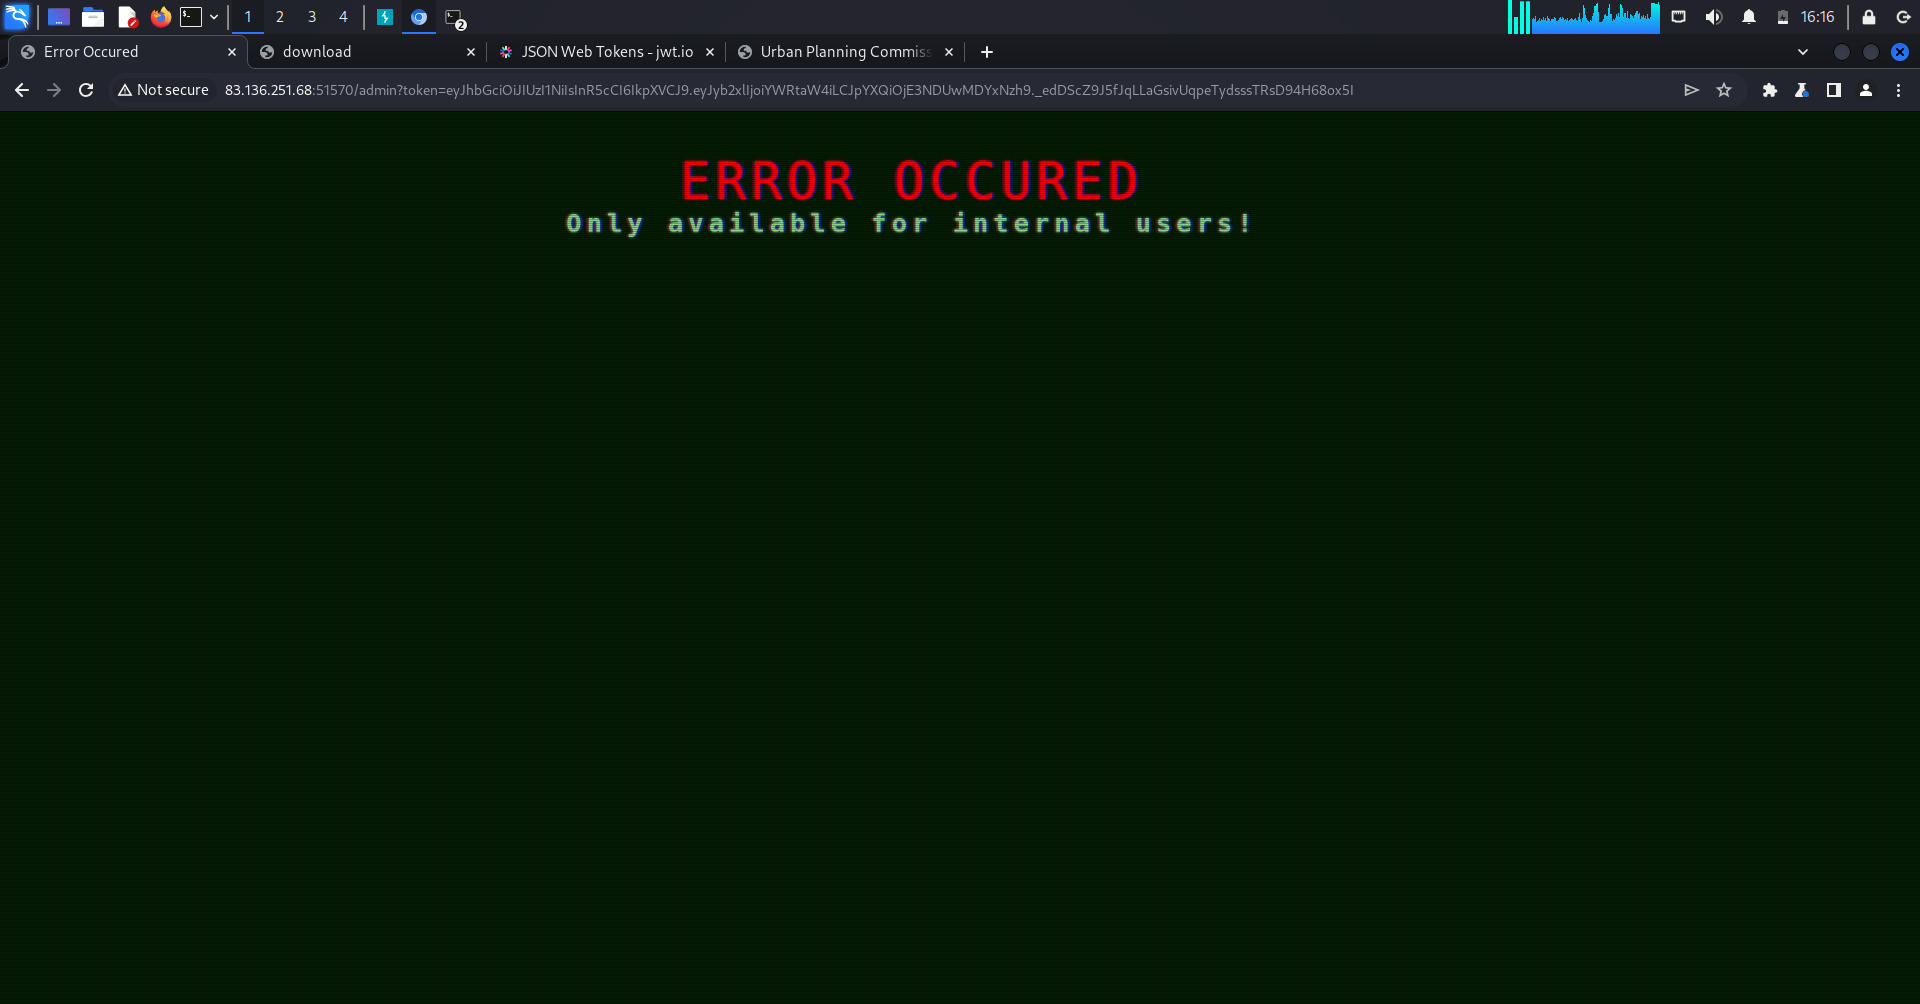 1 2 3 4 2 16:16
Error Occured download JSON Web Tokens - jwt.io Urban Planning Commiss
Not secure 83.136.251.68:51570/admin?token=eyJhbGciOiJIUzI1NiIsInR5cCI6IkpXVCJ9.eyJyb2xlIjoiYWRtaW4iLCJpYXQiOjE3NDUwMDYxNzh9._edDScZ9J5fJqLLaGsivUqpeTydsssTRsD94H68ox5I
ERROR OCCURED
Only available for internal users!